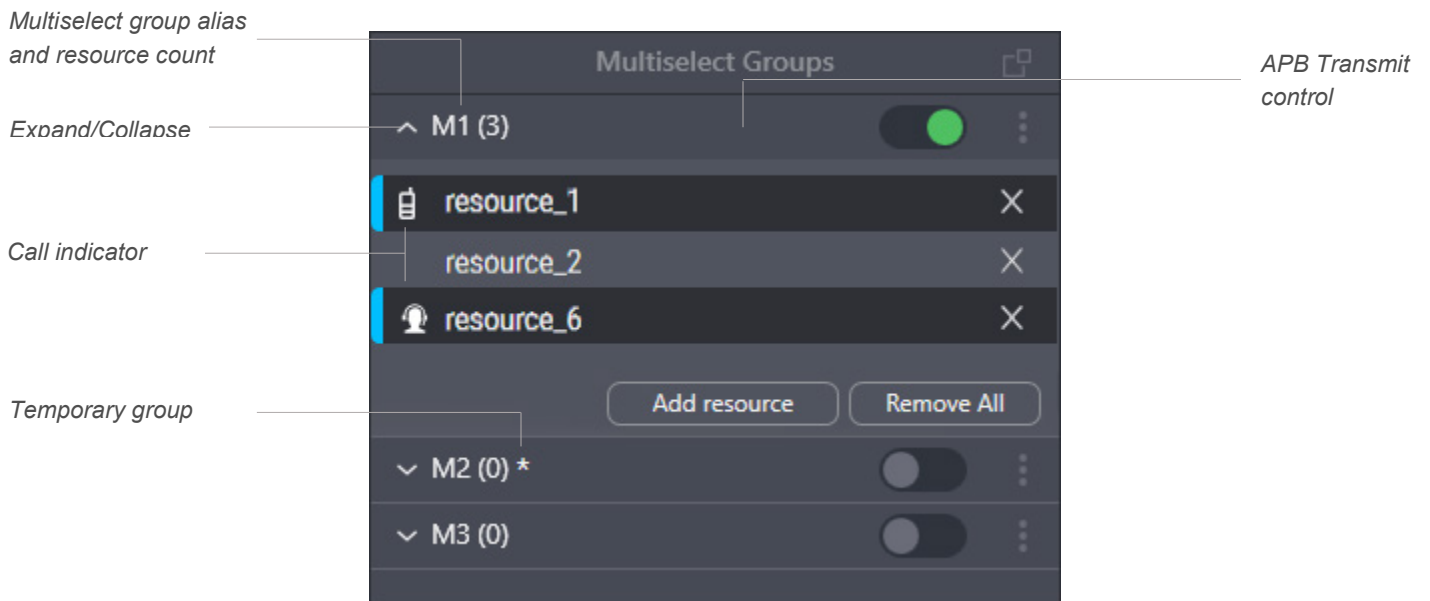 Multiselect group alias
and resource count
Multiselect Groups
APB Transmit
control
Expand/Collapse
M1 (3)
resource_1
Call indicator
resource_2
resource_6
Temporary group
Add resource
Remove All
M2 (0) *
M3 (0)